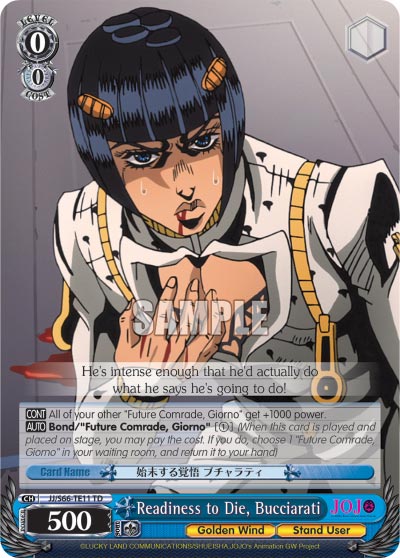 LEVEL
0
0
COST
SAMPLE
He's intense enough that he'd actually do
what he says he's going to do!
CONT All of your other "Future Comrade, Giorno" get +1000 power.
AUTO Bond/"Future Comrade, Giorno" [(1)] (When this card is played and
placed on stage, you may pay the cost. If you do, choose 1 "Future Comrade, Giorno"
in your waiting room, and return it to your hand)
Card Name 始末する覚悟 ブチャラティ
CH JJ/S66-TE11 TD
POWER 500 SOUL
Readiness to Die, Bucciarati JOJO
Golden Wind Stand User
©LUCKY LAND COMMUNICATIONS/SHUEISHA,JOJO's Animation GW Project